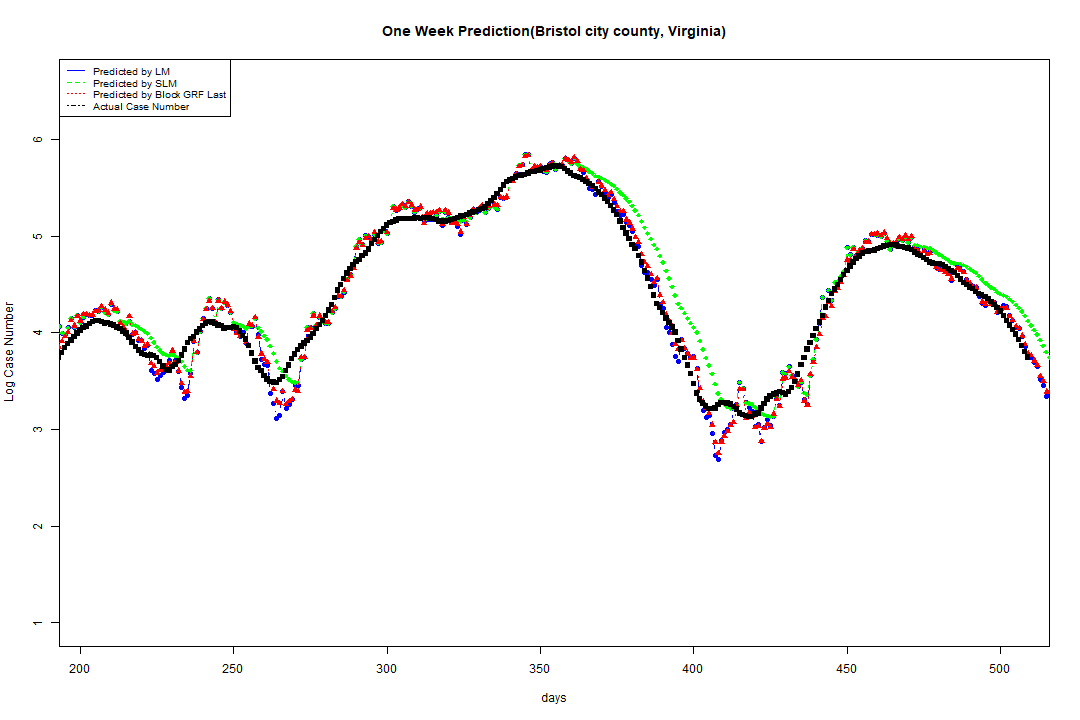 One Week Prediction(Bristol city county, Virginia)
Predicted by LM
Predicted by SLM
Predicted by Block GRF Last
Actual Case Number
Log Case Number
6
5
4
3
2
1
200 250 300 350 400 450 500
days